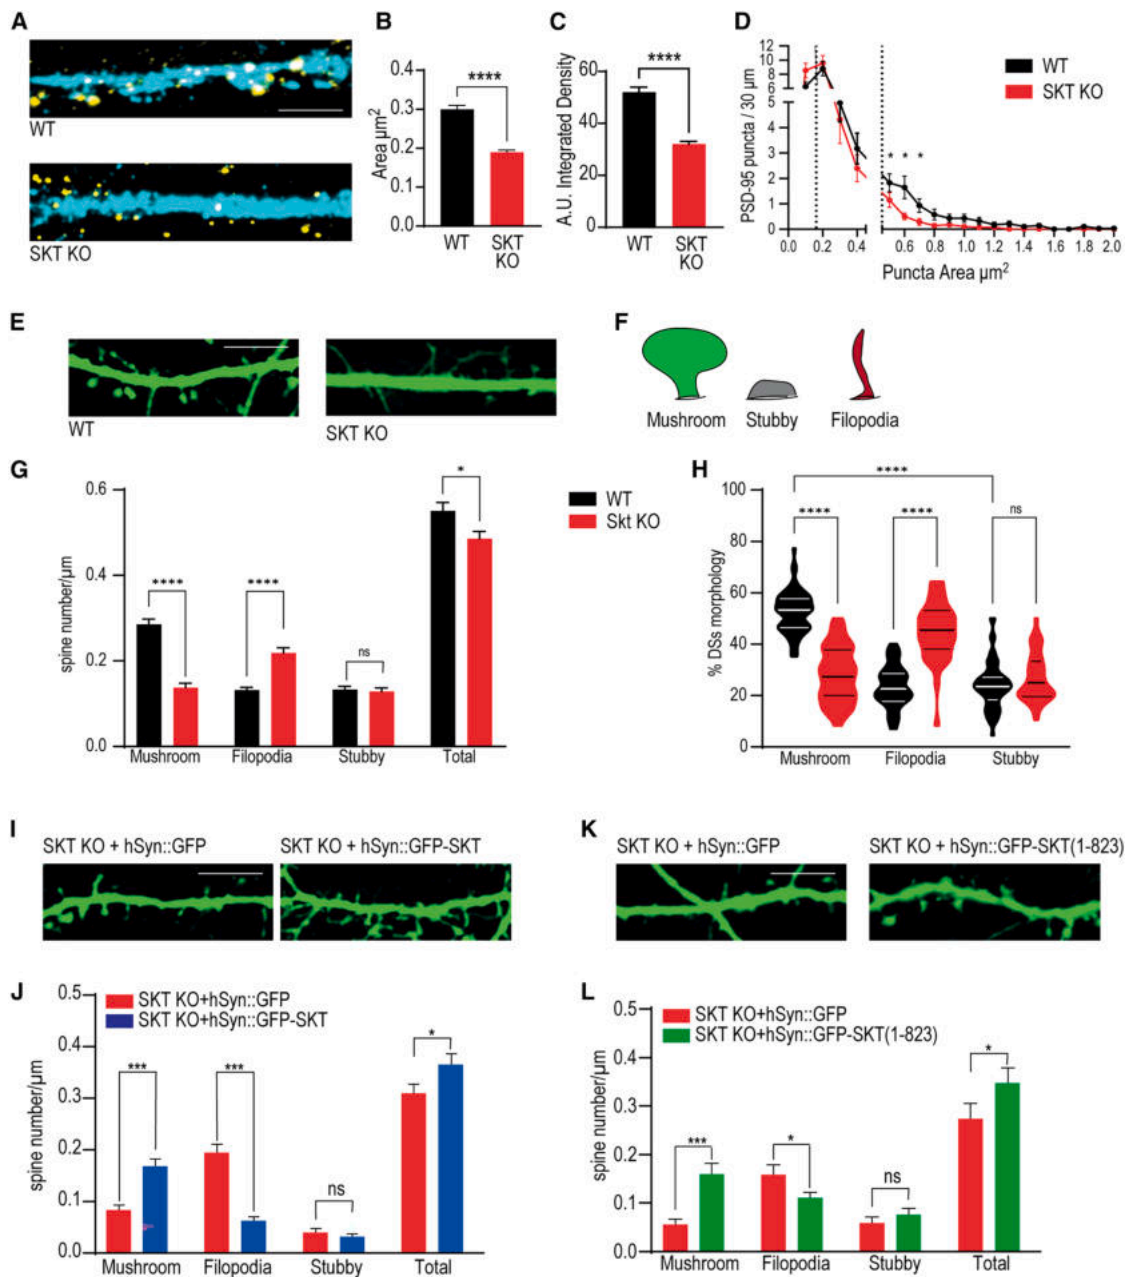 A
WT
SKT KO
B
Area µm²
0.4
0.3
0.2
0.1
0.0
****
WT
SKT
KO
C
A.U. Integrated Density
60
40
20
0
****
WT
SKT
KO
D
PSD-95 puncta / 30 µm
12
10
8
6
5
4
3
2
1
0
* * *
0.0 0.2 0.4 0.6 0.8 1.0 1.2 1.4 1.6 1.8 2.0
Puncta Area µm²
WT
SKT KO
E
WT
SKT KO
F
Mushroom
Stubby
Filopodia
G
spine number/µm
0.6
0.4
0.2
0.0
**** **** ns *
Mushroom Filopodia Stubby Total
WT
Skt KO
H
% DSs morphology
100
80
60
40
20
0
****
**** **** ns
Mushroom Filopodia Stubby
I
SKT KO + hSyn::GFP
SKT KO + hSyn::GFP-SKT
K
SKT KO + hSyn::GFP
SKT KO + hSyn::GFP-SKT(1-823)
J
SKT KO+hSyn::GFP
SKT KO+hSyn::GFP-SKT
spine number/µm
0.5
0.4
0.3
0.2
0.1
0.0
*** *** ns *
Mushroom Filopodia Stubby Total
L
SKT KO+hSyn::GFP
SKT KO+hSyn::GFP-SKT(1-823)
spine number/µm
0.5
0.4
0.3
0.2
0.1
0.0
*** * ns *
Mushroom Filopodia Stubby Total